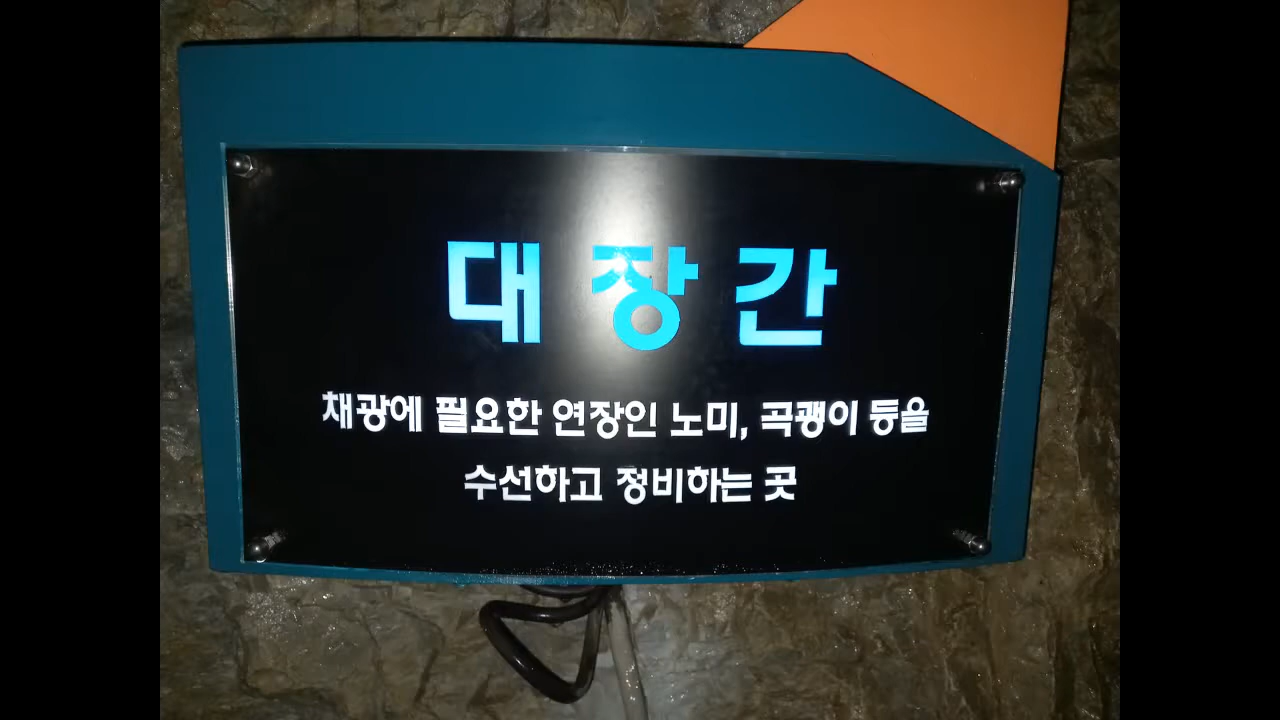 대장간
채광에 필요한 연장인 노미, 곡괭이 등을
수선하고 정비하는 곳